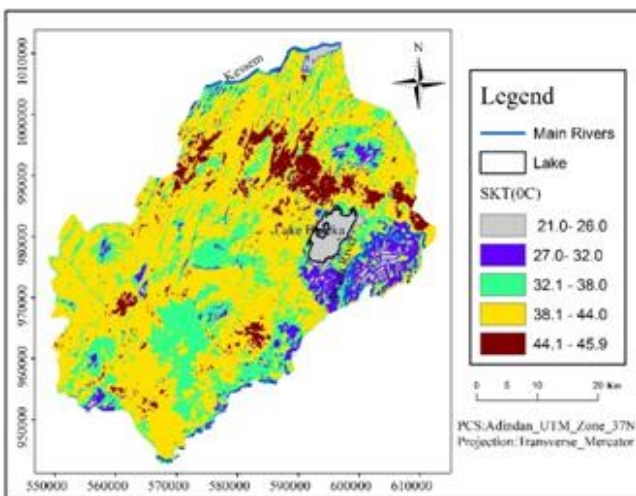 N
Kessem
Lake
Legend
Main Rivers
Lake
SKT(0C)
21.0- 26.0
27.0- 32.0
32.1 - 38.0
38.1 - 44.0
44.1 - 45.9
0 5 10 20 km
PCS:Adindan_UTM_Zone_37N
Projection:Transverse_Mercator
1010000
1000000
990000
980000
970000
960000
950000
550000 560000 570000 580000 590000 600000 610000